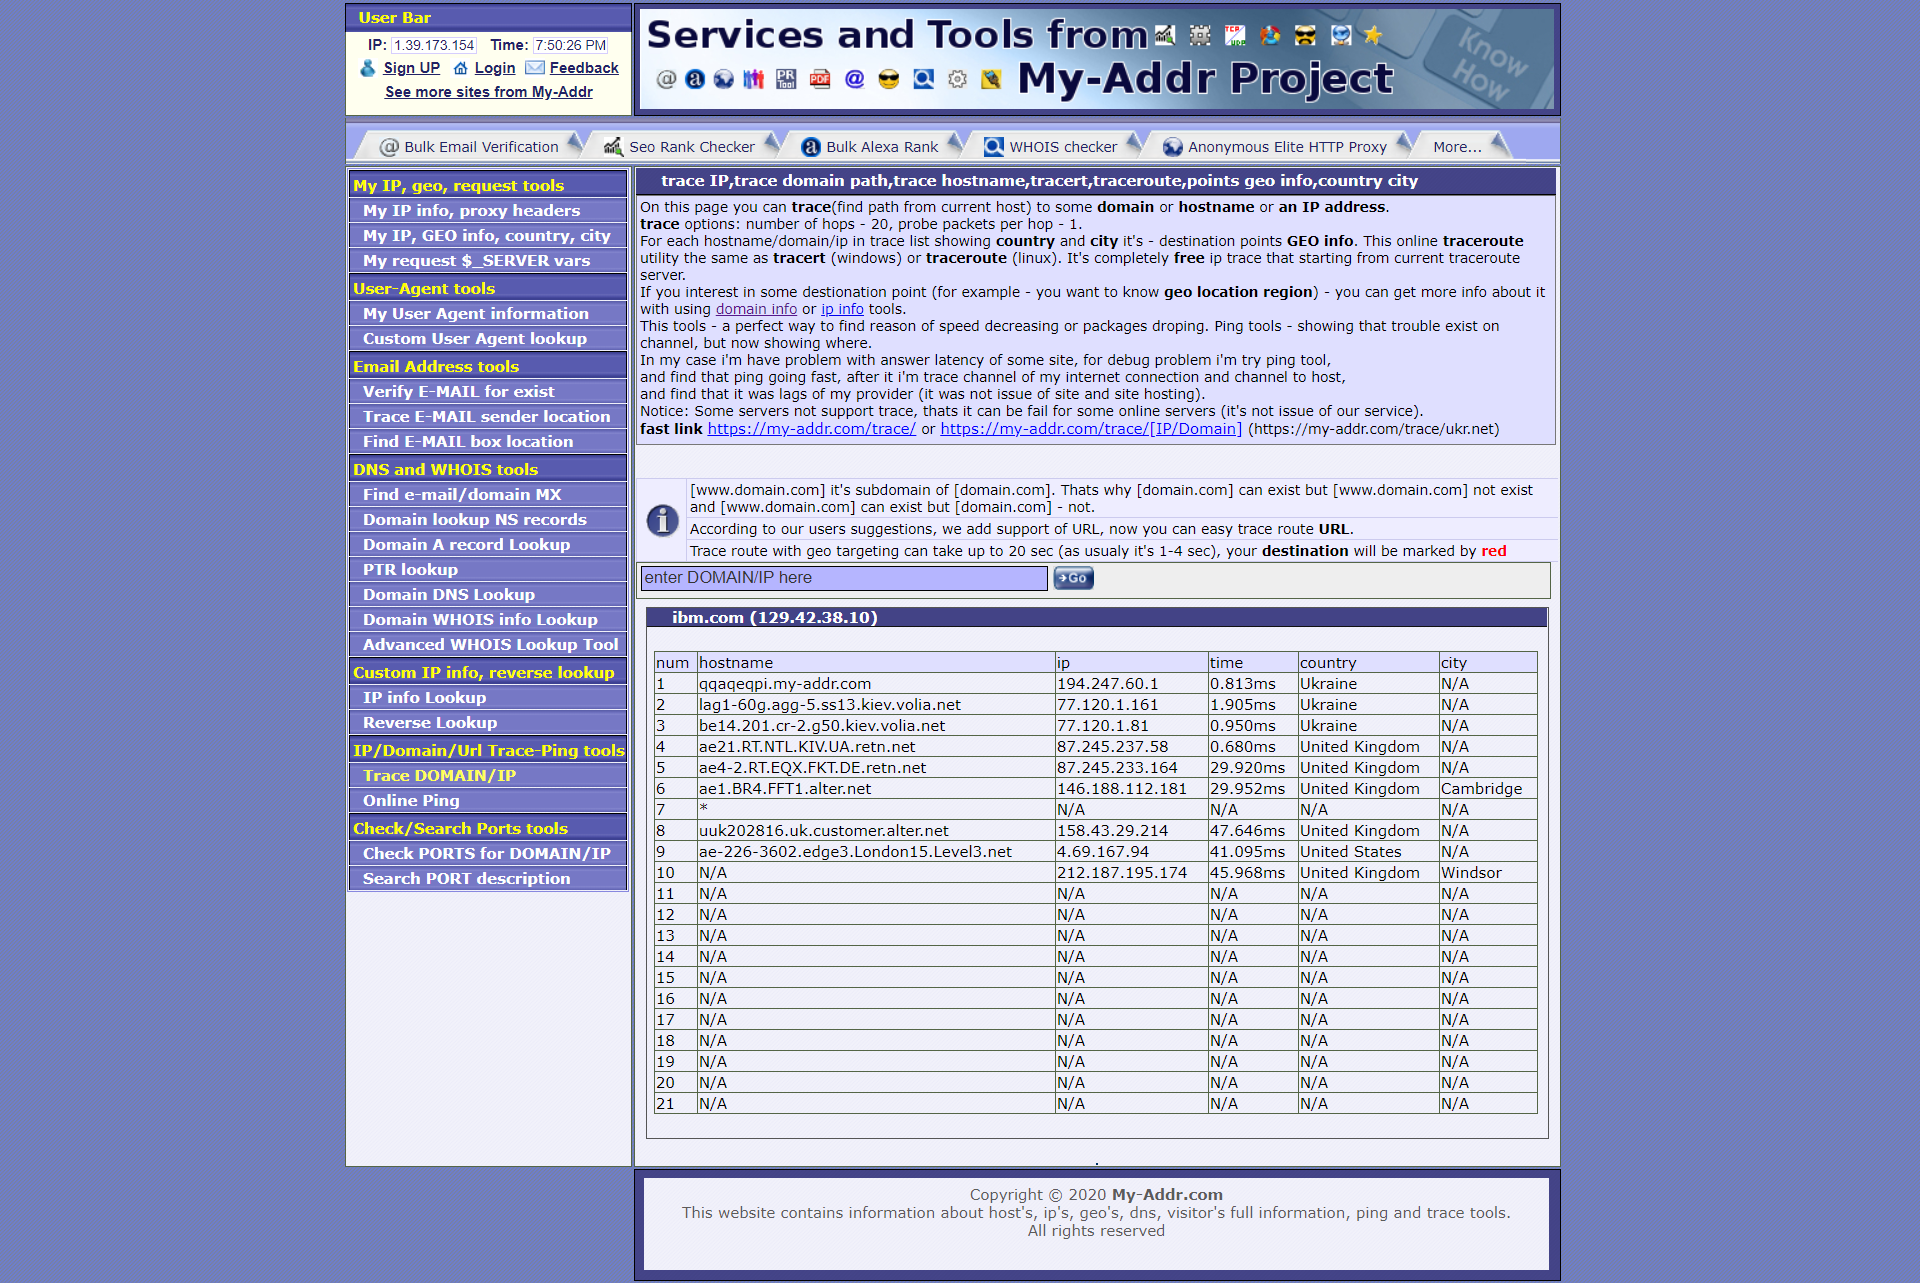 User Bar
IP: 1.39.173.154 Time: 7:50:26 PM
Sign UP Login Feedback
See more sites from My-Addr
Services and Tools from
My-Addr Project
Know How
Bulk Email Verification
Seo Rank Checker
Bulk Alexa Rank
WHOIS checker
Anonymous Elite HTTP Proxy
More...
My IP, geo, request tools
My IP info, proxy headers
My IP, GEO info, country, city
My request $_SERVER vars
User-Agent tools
My User Agent information
Custom User Agent lookup
Email Address tools
Verify E-MAIL for exist
Trace E-MAIL sender location
Find E-MAIL box location
DNS and WHOIS tools
Find e-mail/domain MX
Domain lookup NS records
Domain A record Lookup
PTR lookup
Domain DNS Lookup
Domain WHOIS info Lookup
Advanced WHOIS Lookup Tool
Custom IP info, reverse lookup
IP info Lookup
Reverse Lookup
IP/Domain/Url Trace-Ping tools
Trace DOMAIN/IP
Online Ping
Check/Search Ports tools
Check PORTS for DOMAIN/IP
Search PORT description
trace IP,trace domain path,trace hostname,tracert,traceroute,points geo info,country city
On this page you can trace(find path from current host) to some domain or hostname or an IP address.
trace options: number of hops - 20, probe packets per hop - 1.
For each hostname/domain/ip in trace list showing country and city it's - destination points GEO info. This online traceroute
utility the same as tracert (windows) or traceroute (linux). It's completely free ip trace that starting from current traceroute
server.
If you interest in some destionation point (for example - you want to know geo location region) - you can get more info about it
with using domain info or ip info tools.
This tools - a perfect way to find reason of speed decreasing or packages droping. Ping tools - showing that trouble exist on
channel, but now showing where.
In my case i'm have problem with answer latency of some site, for debug problem i'm try ping tool,
and find that ping going fast, after it i'm trace channel of my internet connection and channel to host,
and find that it was lags of my provider (it was not issue of site and site hosting).
Notice: Some servers not support trace, thats it can be fail for some online servers (it's not issue of our service).
fast link https://my-addr.com/trace/ or https://my-addr.com/trace/[IP/Domain] (https://my-addr.com/trace/ukr.net)
[www.domain.com] it's subdomain of [domain.com]. Thats why [domain.com] can exist but [www.domain.com] not exist
and [www.domain.com] can exist but [domain.com] - not.
According to our users suggestions, we add support of URL, now you can easy trace route URL.
Trace route with geo targeting can take up to 20 sec (as usualy it's 1-4 sec), your destination will be marked by red
enter DOMAIN/IP here Go
ibm.com (129.42.38.10)
num hostname ip time country city
1 qqaqeqpi.my-addr.com 194.247.60.1 0.813ms Ukraine N/A
2 lag1-60g.agg-5.ss13.kiev.volia.net 77.120.1.161 1.905ms Ukraine N/A
3 be14.201.cr-2.g50.kiev.volia.net 77.120.1.81 0.950ms Ukraine N/A
4 ae21.RT.NTL.KIV.UA.retn.net 87.245.237.58 0.680ms United Kingdom N/A
5 ae4-2.RT.EQX.FKT.DE.retn.net 87.245.233.164 29.920ms United Kingdom N/A
6 ae1.BR4.FFT1.alter.net 146.188.112.181 29.952ms United Kingdom Cambridge
7 * N/A N/A N/A N/A
8 uuk202816.uk.customer.alter.net 158.43.29.214 47.646ms United Kingdom N/A
9 ae-226-3602.edge3.London15.Level3.net 4.69.167.94 41.095ms United States N/A
10 N/A 212.187.195.174 45.968ms United Kingdom Windsor
11 N/A N/A N/A N/A N/A
12 N/A N/A N/A N/A N/A
13 N/A N/A N/A N/A N/A
14 N/A N/A N/A N/A N/A
15 N/A N/A N/A N/A N/A
16 N/A N/A N/A N/A N/A
17 N/A N/A N/A N/A N/A
18 N/A N/A N/A N/A N/A
19 N/A N/A N/A N/A N/A
20 N/A N/A N/A N/A N/A
21 N/A N/A N/A N/A N/A
.
Copyright © 2020 My-Addr.com
This website contains information about host's, ip's, geo's, dns, visitor's full information, ping and trace tools.
All rights reserved